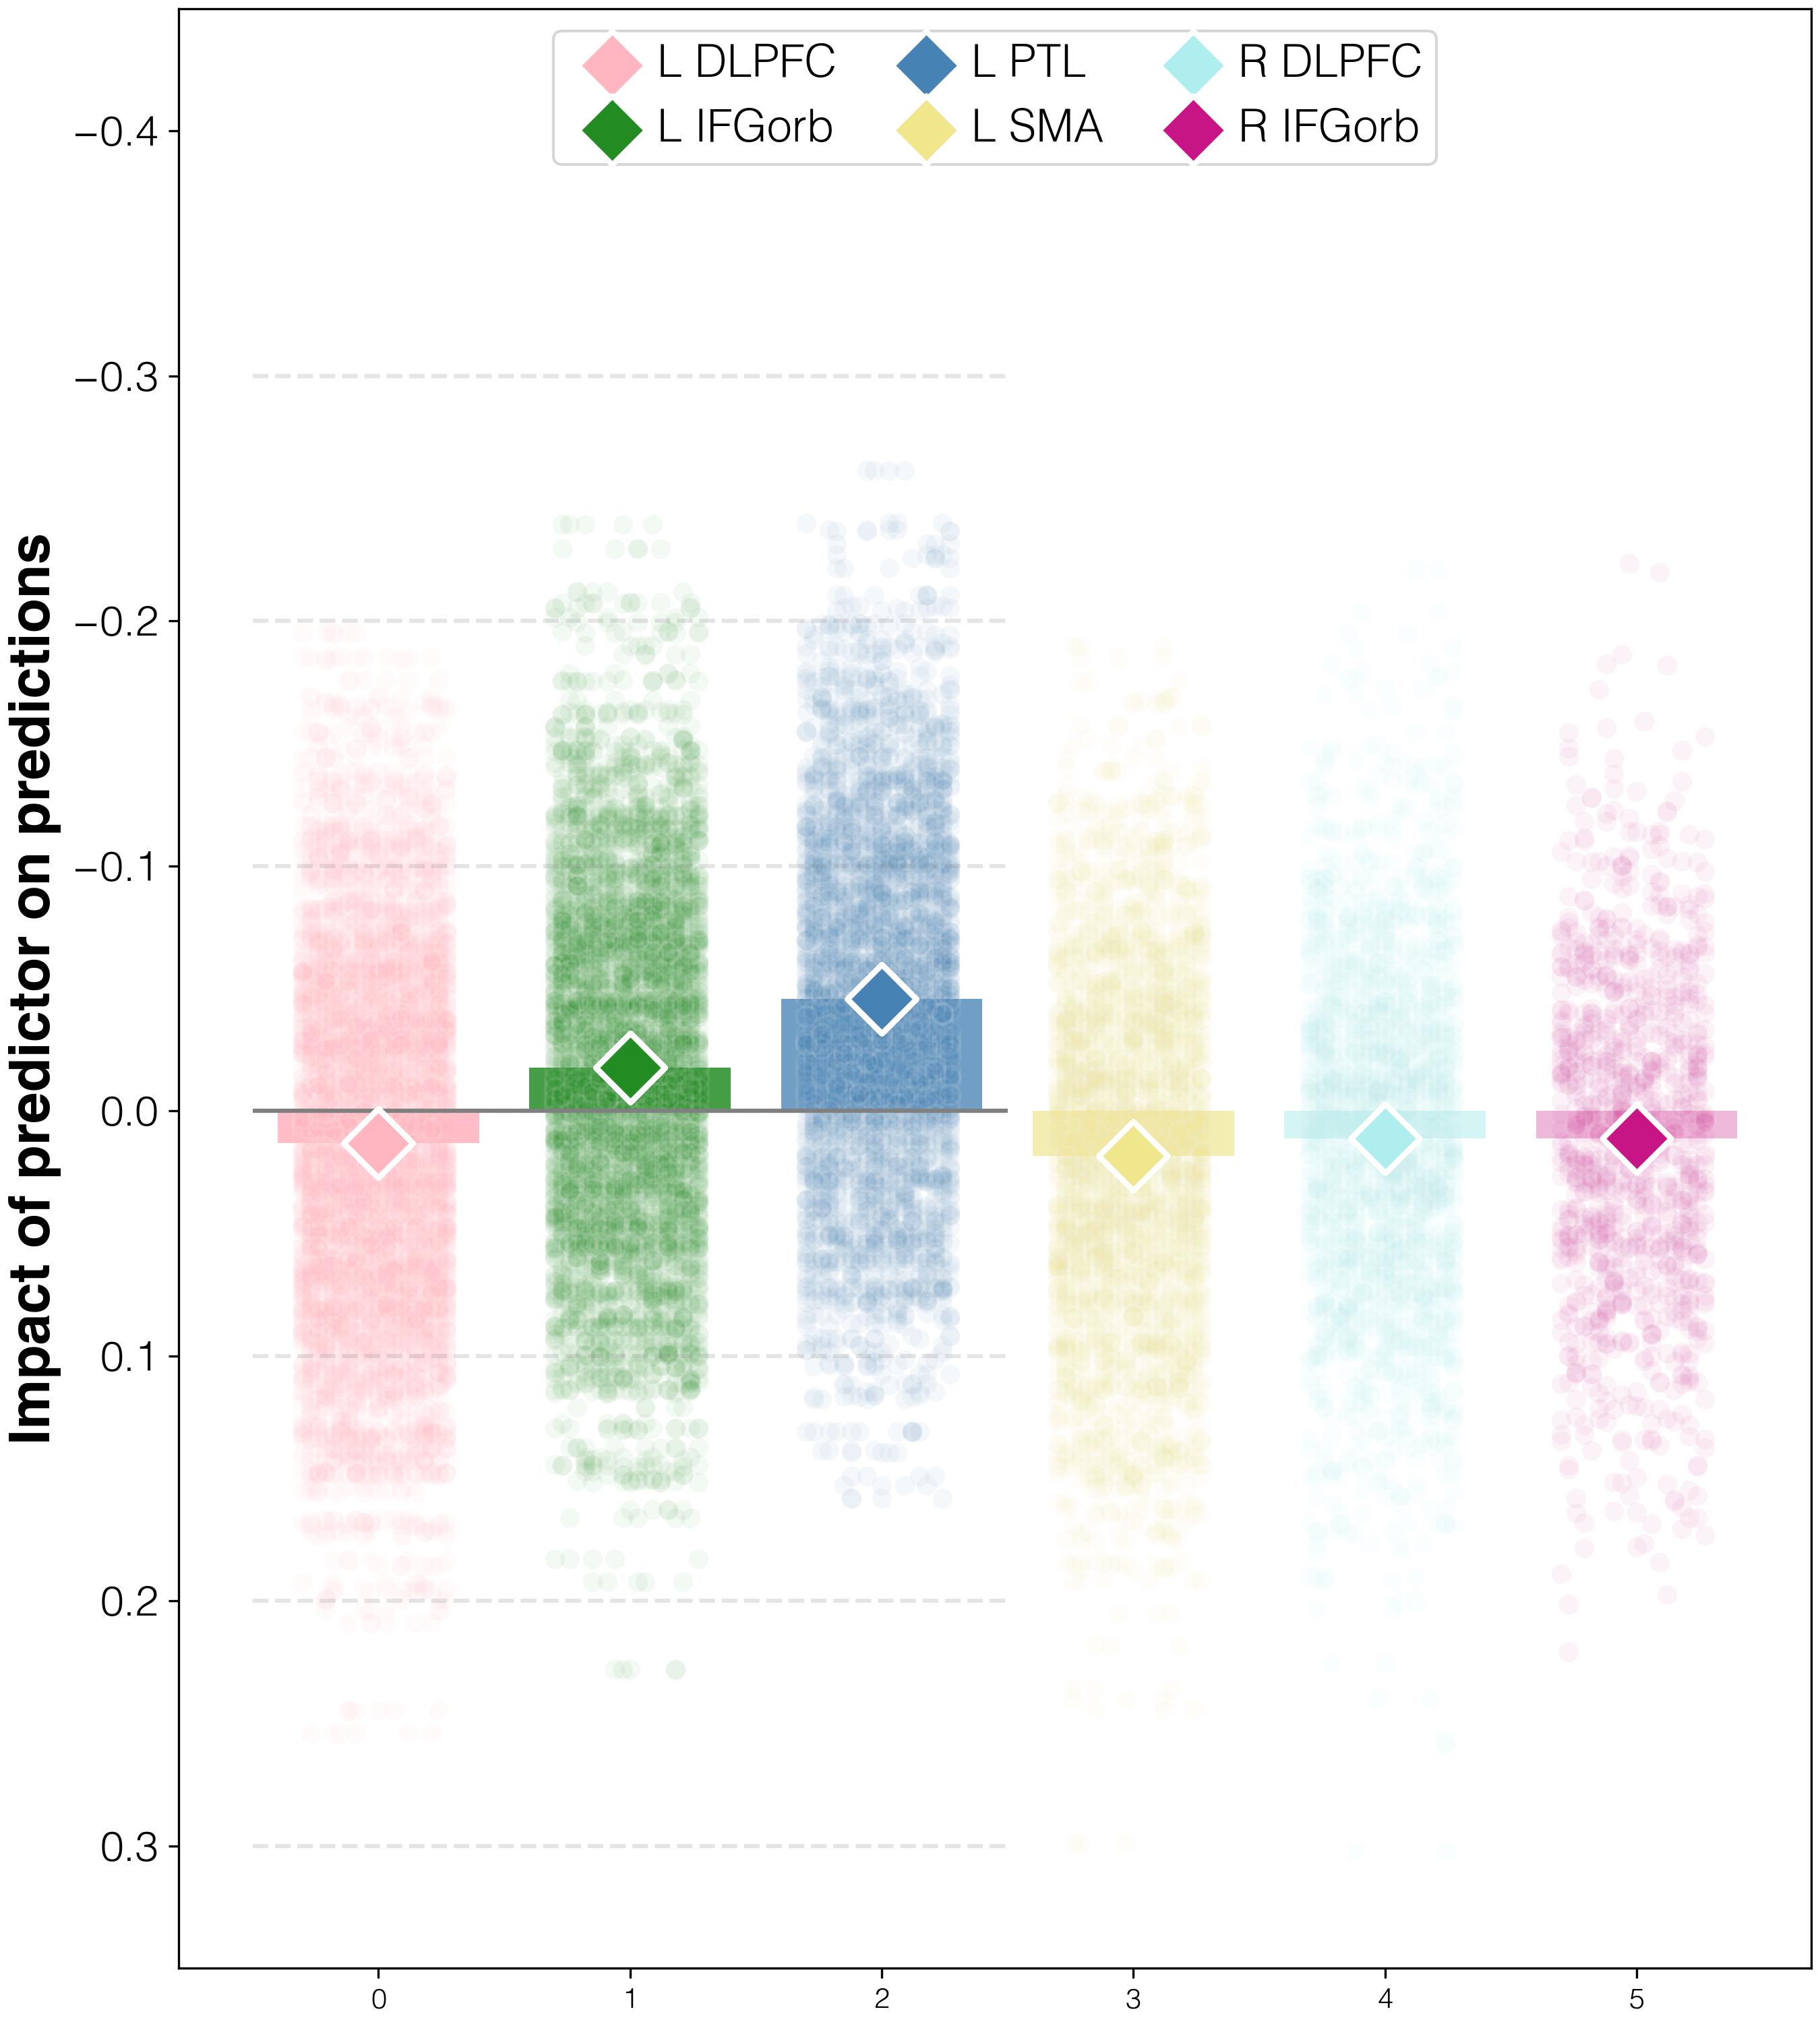 L DLPFC L PTL R DLPFC
L IFGorb L SMA R IFGorb
Impact of predictor on predictions
−0.4
−0.3
−0.2
−0.1
0.0
0.1
0.2
0.3
0 1 2 3 4 5